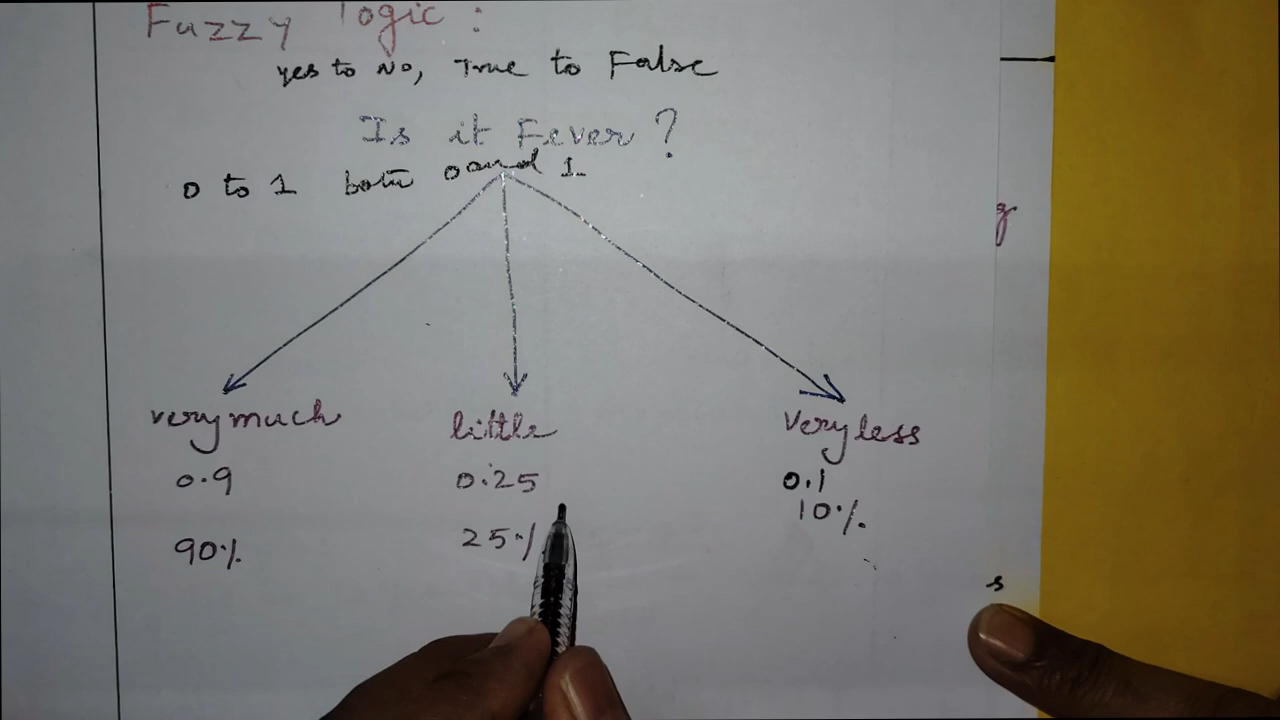 Fuzzy logic :
yes to No, True to False
Is it Fever ?
0 to 1 both 0 and 1
very much little Very less
0.9 0.25 0.1
90% 25% 10%
g
s